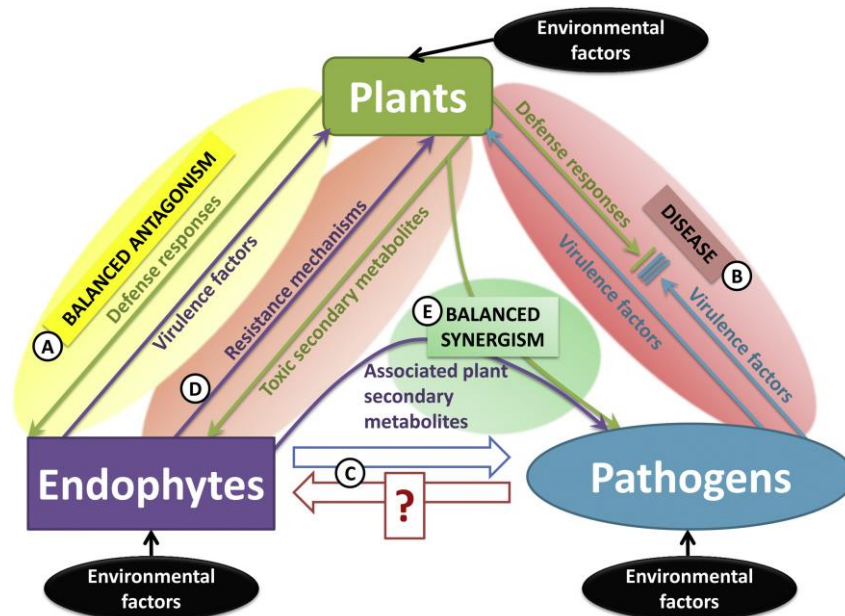 Environmental
factors
Plants
BALANCED ANTAGONISM
A
Defense responses
Virulence factors
D
Resistance mechanisms
Toxic secondary metabolites
Defense responses
DISEASE
B
Virulence factors
Virulence factors
E
BALANCED
SYNERGISM
Associated plant
secondary
metabolites
C
?
Endophytes
Pathogens
Environmental
factors
Environmental
factors